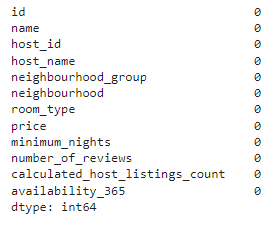 id 0
name 0
host_id 0
host_name 0
neighbourhood_group 0
neighbourhood 0
room_type 0
price 0
minimum_nights 0
number_of_reviews 0
calculated_host_listings_count 0
availability_365 0
dtype: int64